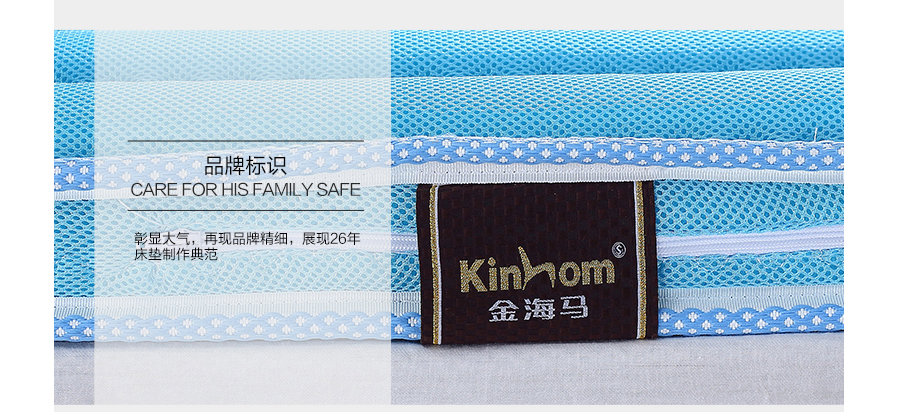 品牌标识
CARE FOR HIS FAMILY SAFE
彰显大气，再现品牌精细，展现26年
床垫制作典范
Kinhom
金海马